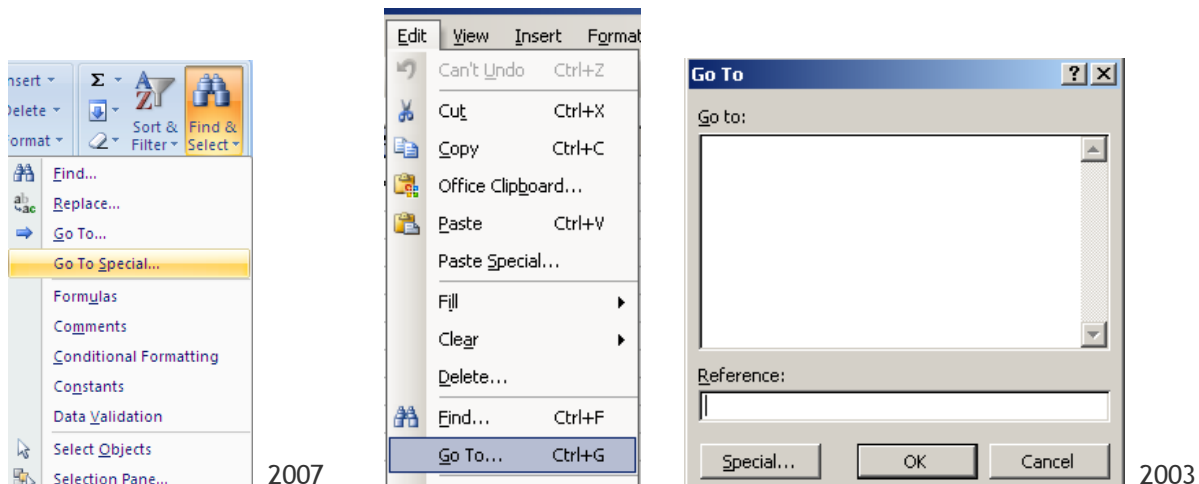 nsert
Σ
Delete
Format
Sort &
Filter
Find &
Select
Find...
Replace...
Go To...
Go To Special...
Formulas
Comments
Conditional Formatting
Constants
Data Validation
Select Objects
Selection Pane...
2007
Edit View Insert Format
Can't Undo Ctrl+Z
Cut Ctrl+X
Copy Ctrl+C
Office Clipboard...
Paste Ctrl+V
Paste Special...
Fill
Clear
Delete...
Find... Ctrl+F
Go To... Ctrl+G
Go To
Go to:
Reference:
Special... OK Cancel
2003